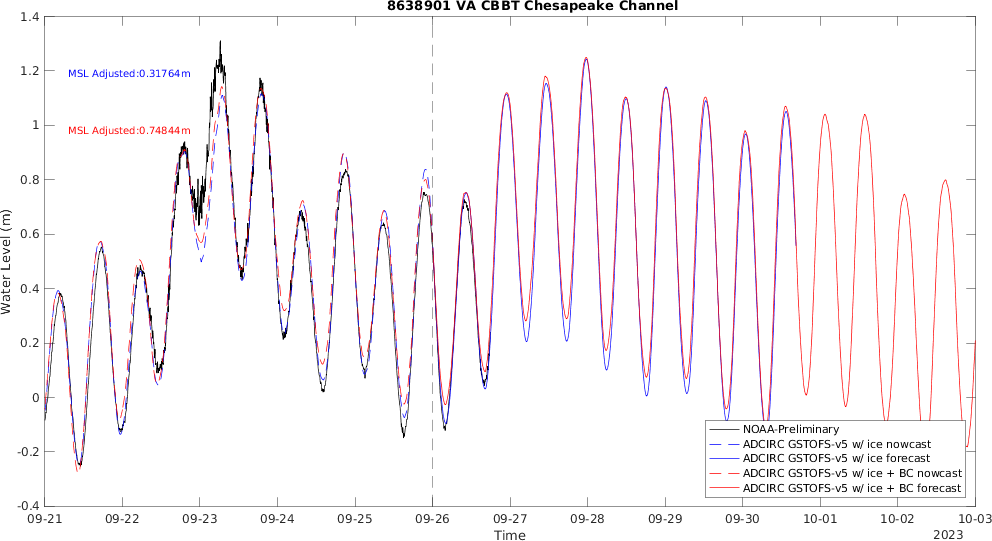 8638901 VA CBBT Chesapeake Channel
1.4
1.2
1
0.8
0.6
0.4
0.2
0
-0.2
-0.4
Water Level (m)
MSL Adjusted:0.31764m
MSL Adjusted:0.74844m
NOAA-Preliminary
ADCIRC GSTOFS-v5 w/ ice nowcast
ADCIRC GSTOFS-v5 w/ ice forecast
ADCIRC GSTOFS-v5 w/ ice + BC nowcast
ADCIRC GSTOFS-v5 w/ ice + BC forecast
09-21 09-22 09-23 09-24 09-25 09-26 09-27 09-28 09-29 09-30 10-01 10-02 10-03
Time
2023